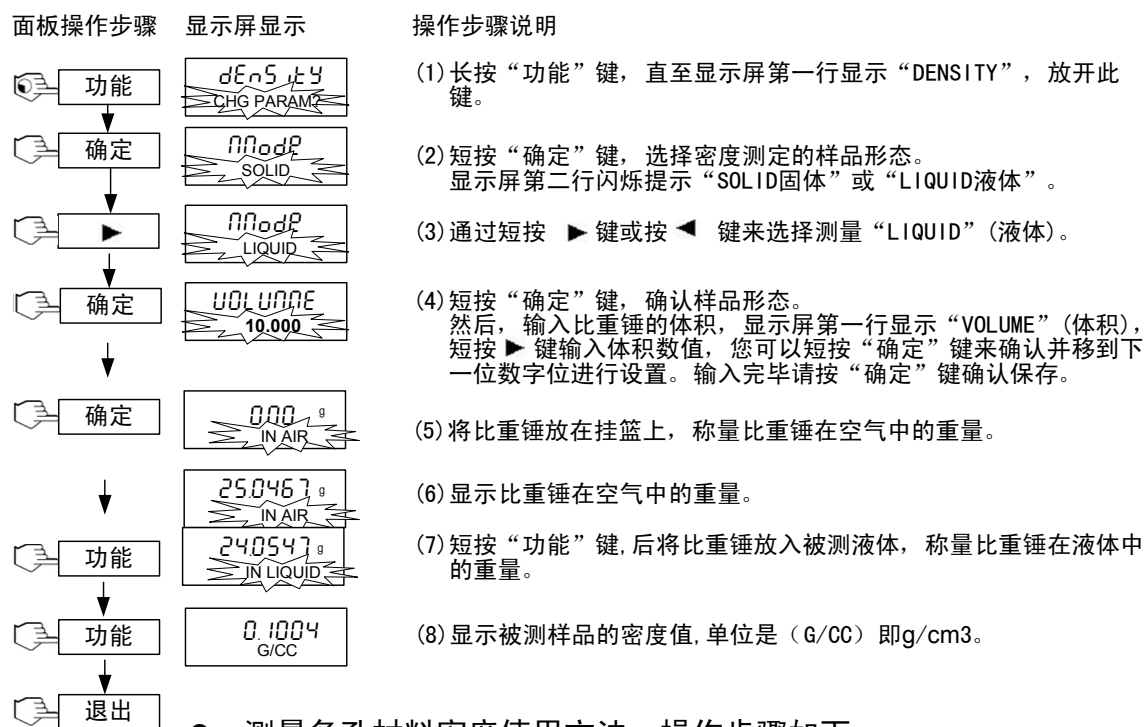 面板操作步骤 显示屏显示 操作步骤说明
功能 dEnSitY (1)长按“功能”键，直至显示屏第一行显示“DENSITY”，放开此
CHG PARAM? 键。
确定 ModE (2)短按“确定”键，选择密度测定的样品形态。
SOLID 显示屏第二行闪烁提示“SOLID固体”或“LIQUID液体”。
▶ ModE (3)通过短按 ▶ 键或按 ◀ 键来选择测量“LIQUID”(液体)。
LIQUID
确定 VOLUME (4)短按“确定”键，确认样品形态。
10.000 然后，输入比重锤的体积，显示屏第一行显示“VOLUME”(体积)，
短按 ▶ 键输入体积数值，您可以短按“确定”键来确认并移到下
一位数字位进行设置。输入完毕请按“确定”键确认保存。
确定 0.00 g (5)将比重锤放在挂篮上，称量比重锤在空气中的重量。
IN AIR
25.0467 g (6)显示比重锤在空气中的重量。
IN AIR
功能 24.0547 g (7)短按“功能”键,后将比重锤放入被测液体，称量比重锤在液体中
IN LIQUID 的重量。
功能 0.1004 (8)显示被测样品的密度值,单位是（G/CC）即g/cm3。
G/CC
退出